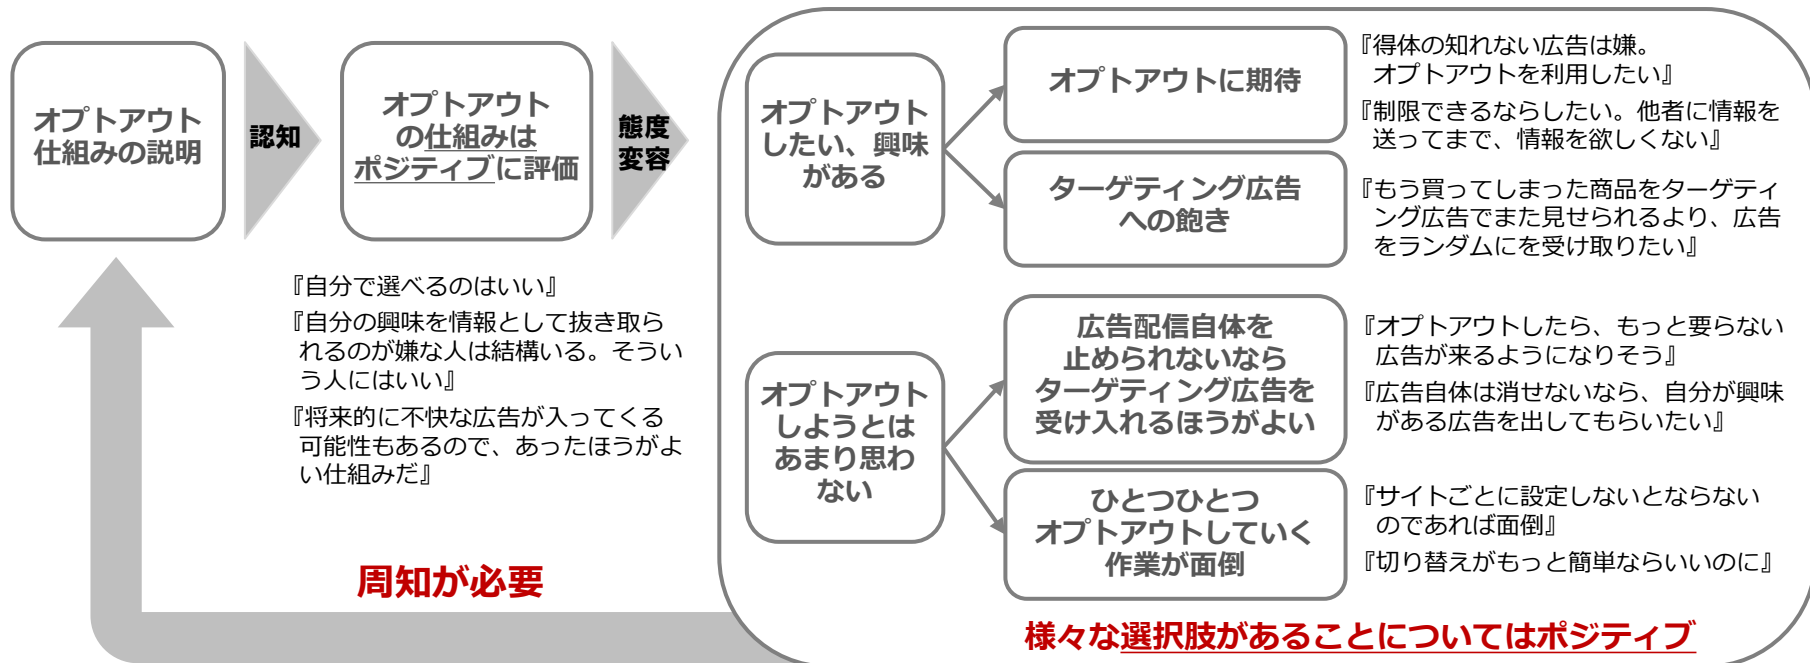 オプトアウト
仕組みの説明
認知
オプトアウト
の仕組みは
ポジティブに評価
態度
変容
『自分で選べるのはいい』
『自分の興味を情報として抜き取ら
れるのが嫌な人は結構いる。そうい
う人にはいい』
『将来的に不快な広告が入ってくる
可能性もあるので、あったほうがよ
い仕組みだ』
周知が必要
オプトアウト
したい、興味
がある
オプトアウトに期待
『得体の知れない広告は嫌。
オプトアウトを利用したい』
『制限できるならしたい。他者に情報を
送ってまで、情報を欲しくない』
ターゲティング広告
への飽き
『もう買ってしまった商品をターゲティ
ング広告でまた見せられるより、広告
をランダムにを受け取りたい』
オプトアウト
しようとは
あまり思わ
ない
広告配信自体を
止められないなら
ターゲティング広告を
受け入れるほうがよい
『オプトアウトしたら、もっと要らない
広告が来るようになりそう』
『広告自体は消せないなら、自分が興味
がある広告を出してもらいたい』
ひとつひとつ
オプトアウトしていく
作業が面倒
『サイトごとに設定しないとならない
のであれば面倒』
『切り替えがもっと簡単ならいいのに』
様々な選択肢があることについてはポジティブ